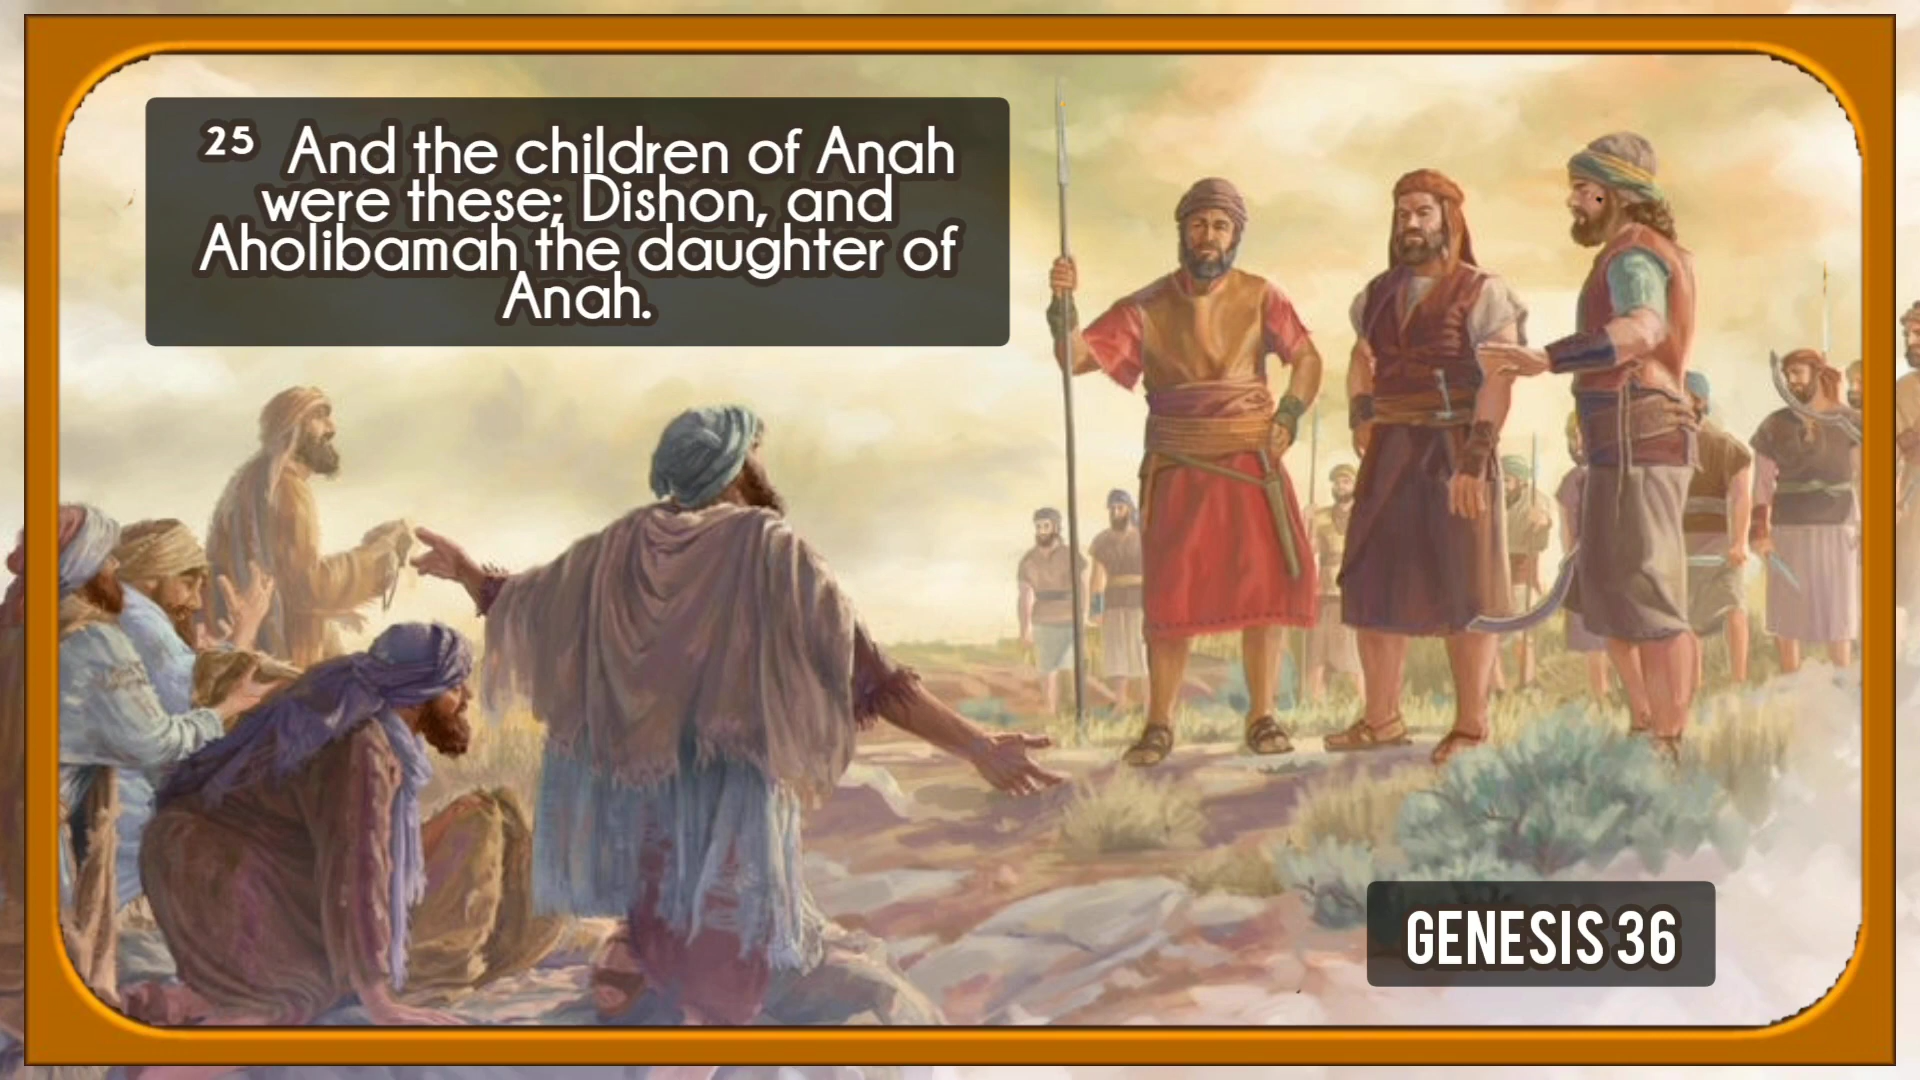 25 And the children of Anah
were these; Dishon, and
Aholibamah the daughter of
Anah.
GENESIS 36